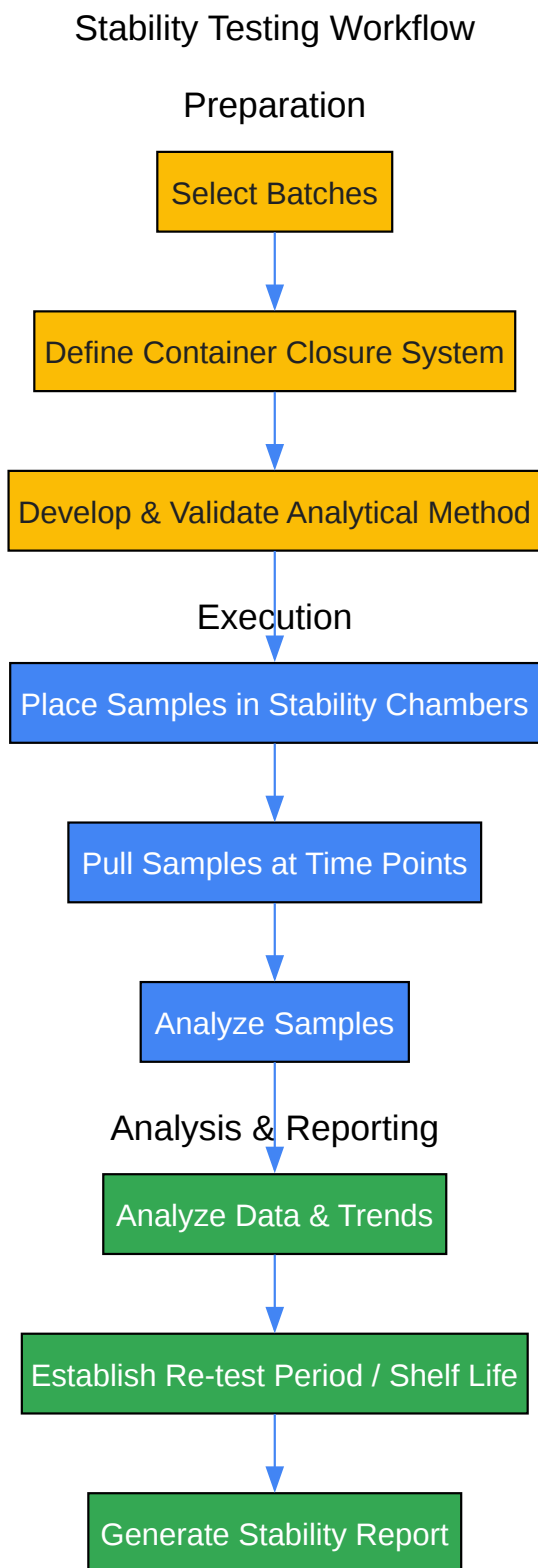 Stability Testing Workflow
Preparation
Select Batches
Define Container Closure System
Develop & Validate Analytical Method
Execution
Place Samples in Stability Chambers
Pull Samples at Time Points
Analyze Samples
Analysis & Reporting
Analyze Data & Trends
Establish Re-test Period / Shelf Life
Generate Stability Report